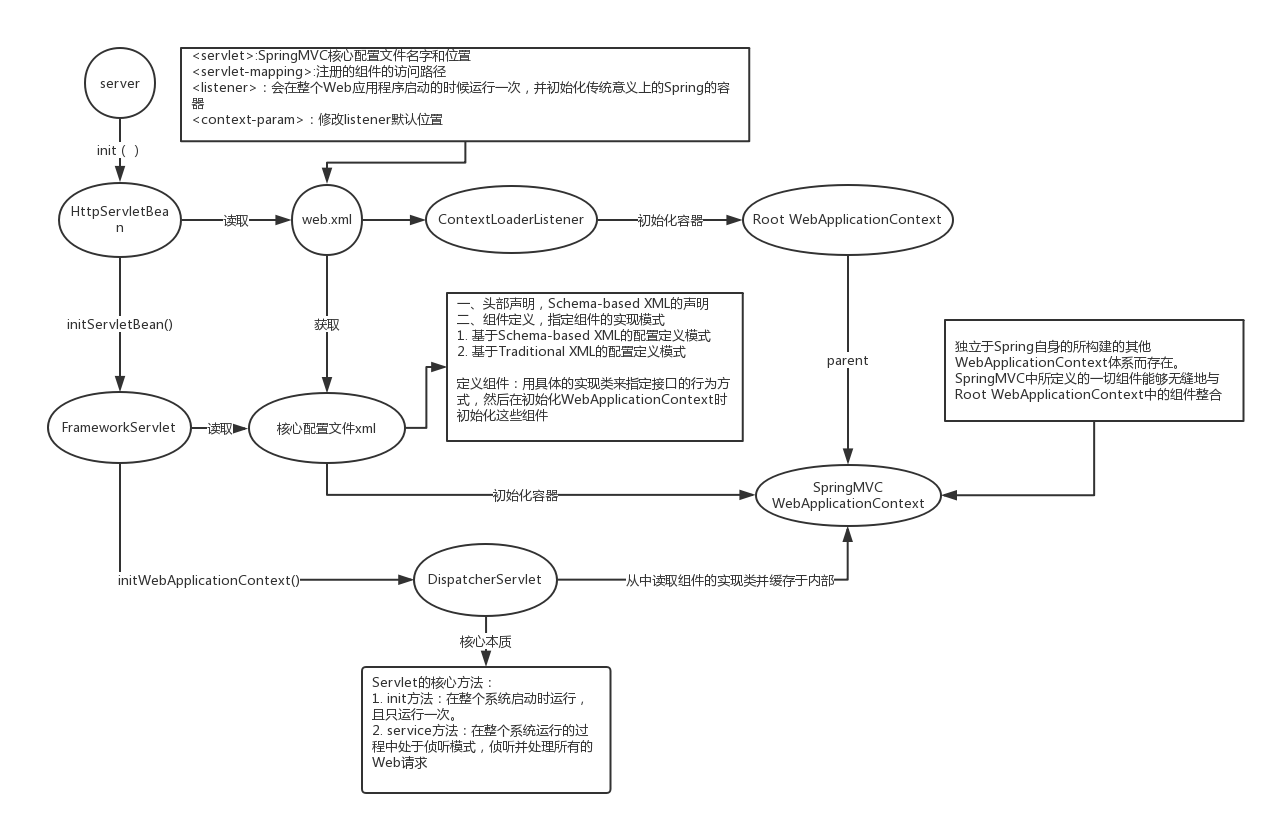 server
<servlet>:SpringMVC核心配置文件名字和位置
<servlet-mapping>:注册的组件的访问路径
<listener>：会在整个Web应用程序启动的时候运行一次，并初始化传统意义上的Spring的容
器
<context-param>：修改listener默认位置
init（ ）
HttpServletBea
n
读取
web.xml
ContextLoaderListener
初始化容器
Root WebApplicationContext
initServletBean()
获取
一、头部声明，Schema-based XML的声明
二、组件定义，指定组件的实现模式
1. 基于Schema-based XML的配置定义模式
2. 基于Traditional XML的配置定义模式
定义组件：用具体的实现类来指定接口的行为方
式，然后在初始化WebApplicationContext时
初始化这些组件
parent
独立于Spring自身的所构建的其他
WebApplicationContext体系而存在。
SpringMVC中所定义的一切组件能够无缝地与
Root WebApplicationContext中的组件整合
FrameworkServlet
读取
核心配置文件xml
初始化容器
SpringMVC
WebApplicationContext
initWebApplicationContext()
DispatcherServlet
从中读取组件的实现类并缓存于内部
核心本质
Servlet的核心方法：
1. init方法：在整个系统启动时运行，
且只运行一次。
2. service方法：在整个系统运行的过
程中处于侦听模式，侦听并处理所有的
Web请求